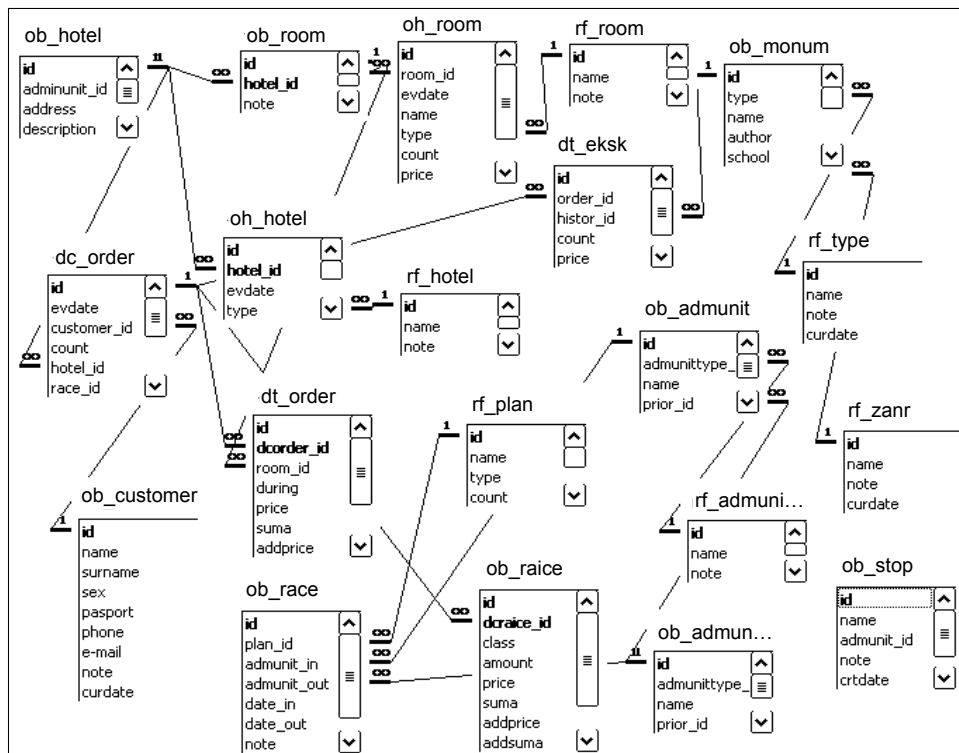 ob_hotel
id
adminunit_id
address
description
ob_room
id
hotel_id
note
oh_room
id
room_id
evdate
name
type
count
price
rf_room
id
name
note
ob_monum
id
type
name
author
school
dt_eksk
id
order_id
histor_id
count
price
oh_hotel
id
hotel_id
evdate
type
dc_order
id
evdate
customer_id
count
hotel_id
race_id
rf_hotel
id
name
note
rf_type
id
name
note
curdate
ob_admunit
id
admunittype_
name
prior_id
dt_order
id
dcorder_id
room_id
during
price
suma
addprice
rf_plan
id
name
type
count
rf_zanr
id
name
note
curdate
ob_customer
id
name
surname
sex
pasport
phone
e-mail
note
curdate
rf_admuni...
id
name
note
ob_race
id
plan_id
admunit_in
admunit_out
date_in
date_out
note
ob_raice
id
dcraice_id
class
amount
price
suma
addprice
addsuma
ob_admun...
id
admunittype_
name
prior_id
ob_stop
id
name
admunit_id
note
crtdate